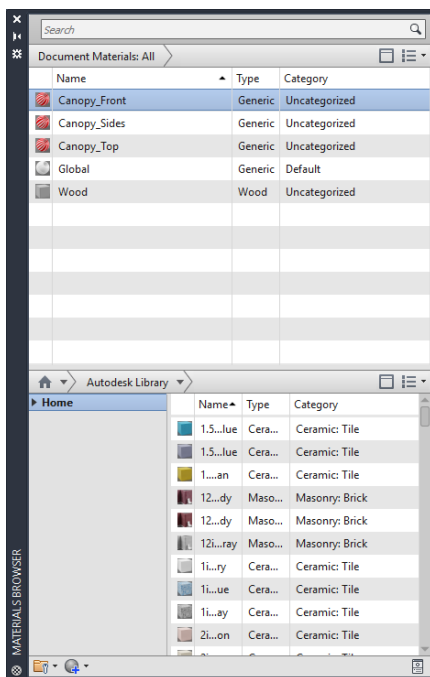 Search
Document Materials: All
Name Type Category
Canopy_Front Generic Uncategorized
Canopy_Sides Generic Uncategorized
Canopy_Top Generic Uncategorized
Global Generic Default
Wood Wood Uncategorized
Autodesk Library
Home
Name Type Category
1.5...lue Cera... Ceramic: Tile
1.5...lue Cera... Ceramic: Tile
1....an Cera... Ceramic: Tile
12...dy Maso... Masonry: Brick
12...dy Maso... Masonry: Brick
12i...ray Maso... Masonry: Brick
1i...ry Cera... Ceramic: Tile
1i...ue Cera... Ceramic: Tile
1i...ay Cera... Ceramic: Tile
2i...on Cera... Ceramic: Tile
MATERIALS BROWSER